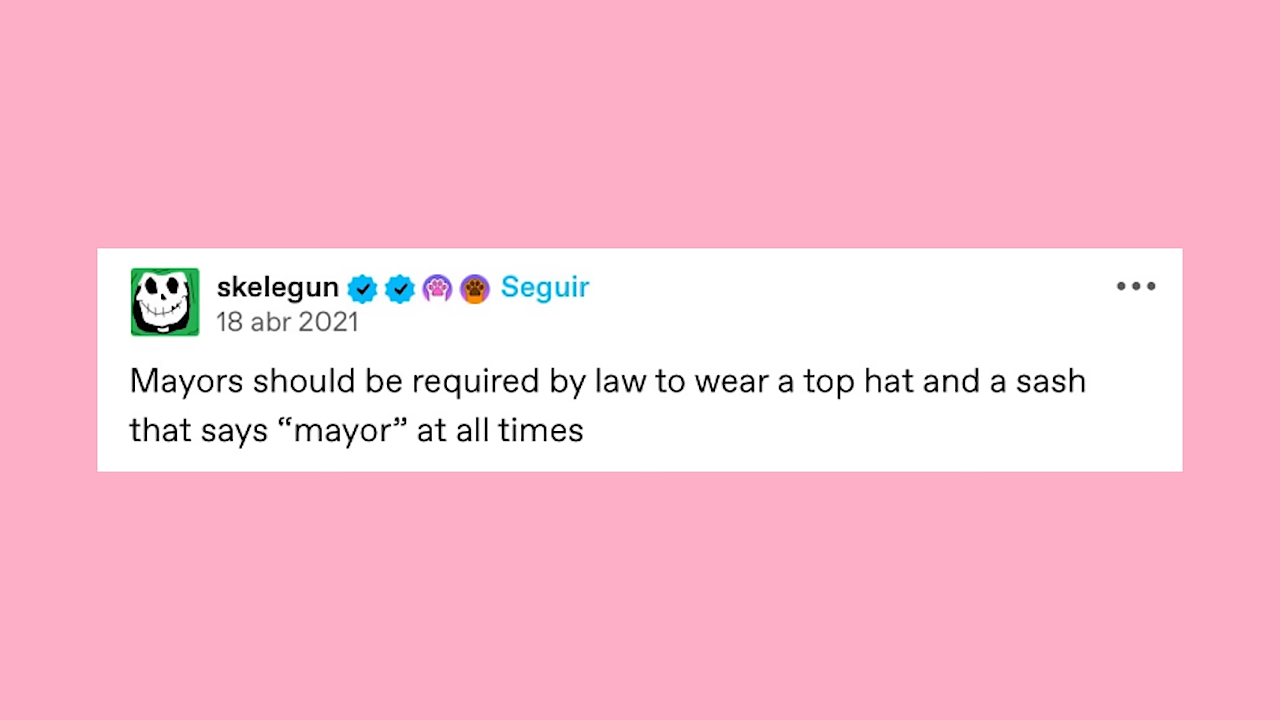 skelegun Seguir
18 abr 2021
Mayors should be required by law to wear a top hat and a sash
that says “mayor” at all times